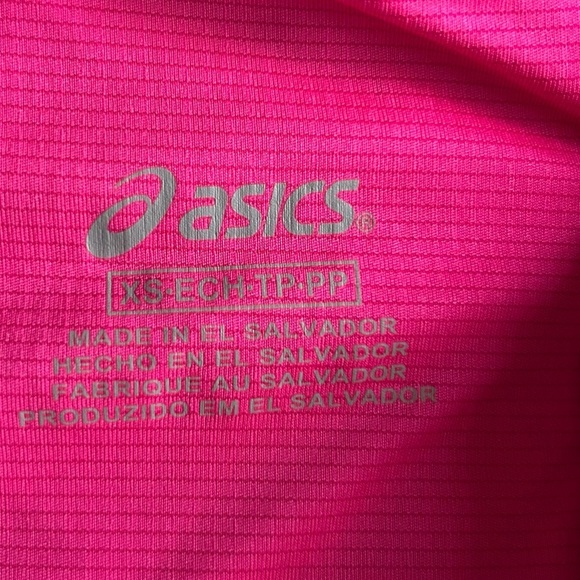 asics®
XS-ECH-TP-PP
MADE IN EL SALVADOR
HECHO EN EL SALVADOR
FABRIQUE AU SALVADOR
PRODUZIDO EM EL SALVADOR